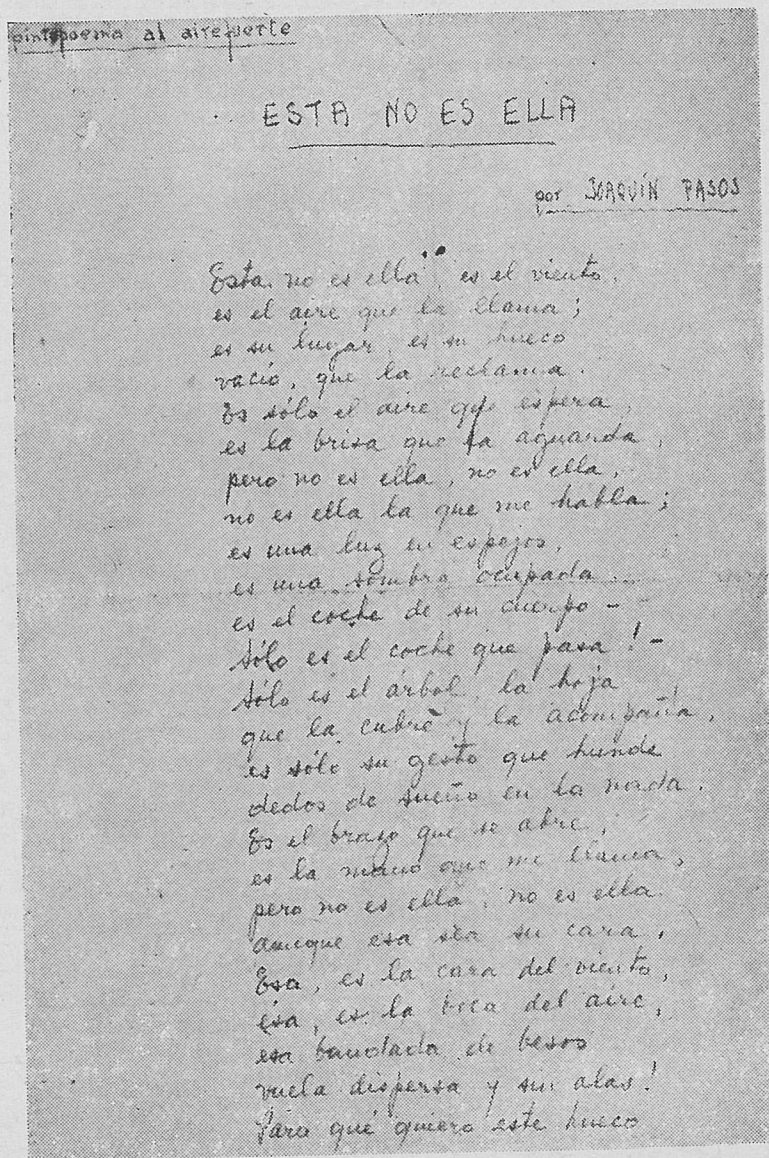 pintapoema al airefuerte
ESTA NO ES ELLA
por JOAQUÍN PASOS
Esta no es ella, es el viento,
es el aire que la llama;
es su lugar, es su hueco
vacío, que la reclama.
Es sólo el aire que espera,
es la brisa que la aguarda,
pero no es ella, no es ella,
no es ella la que me habla;
es una luz en espejos,
es una sombra ocupada...
es el coche de su cuerpo -
sólo es el coche que pasa! -
Sólo es el árbol, la hoja
que la cubre y la acompaña,
es sólo su gesto que hunde
dedos de sueño en la nada.
Es el brazo que se abre,
es la mano que me llama,
pero no es ella, no es ella
aunque esa sea su cara.
Esa, es la cara del viento,
ésa, es la boca del aire,
esa bandada de besos
vuela dispersa y sin alas!
Para qué quiero este hueco